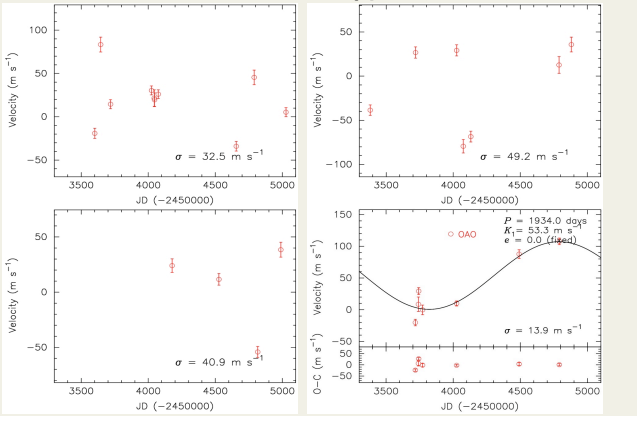 100
50
0
−50
Velocity (m s⁻¹)
σ = 32.5 m s⁻¹
3500 4000 4500 5000
JD (−2450000)
50
0
−50
−100
Velocity (m s⁻¹)
σ = 49.2 m s⁻¹
3500 4000 4500 5000
JD (−2450000)
50
0
−50
Velocity (m s⁻¹)
σ = 40.9 m s⁻¹
3500 4000 4500 5000
JD (−2450000)
150
100
50
0
−50
Velocity (m s⁻¹)
OAO
P = 1934.0 days
K₁= 53.3 m s⁻¹
e = 0.0 (fixed)
σ = 13.9 m s⁻¹
50
0
−50
O−C (m s⁻¹)
3500 4000 4500 5000
JD (−2450000)